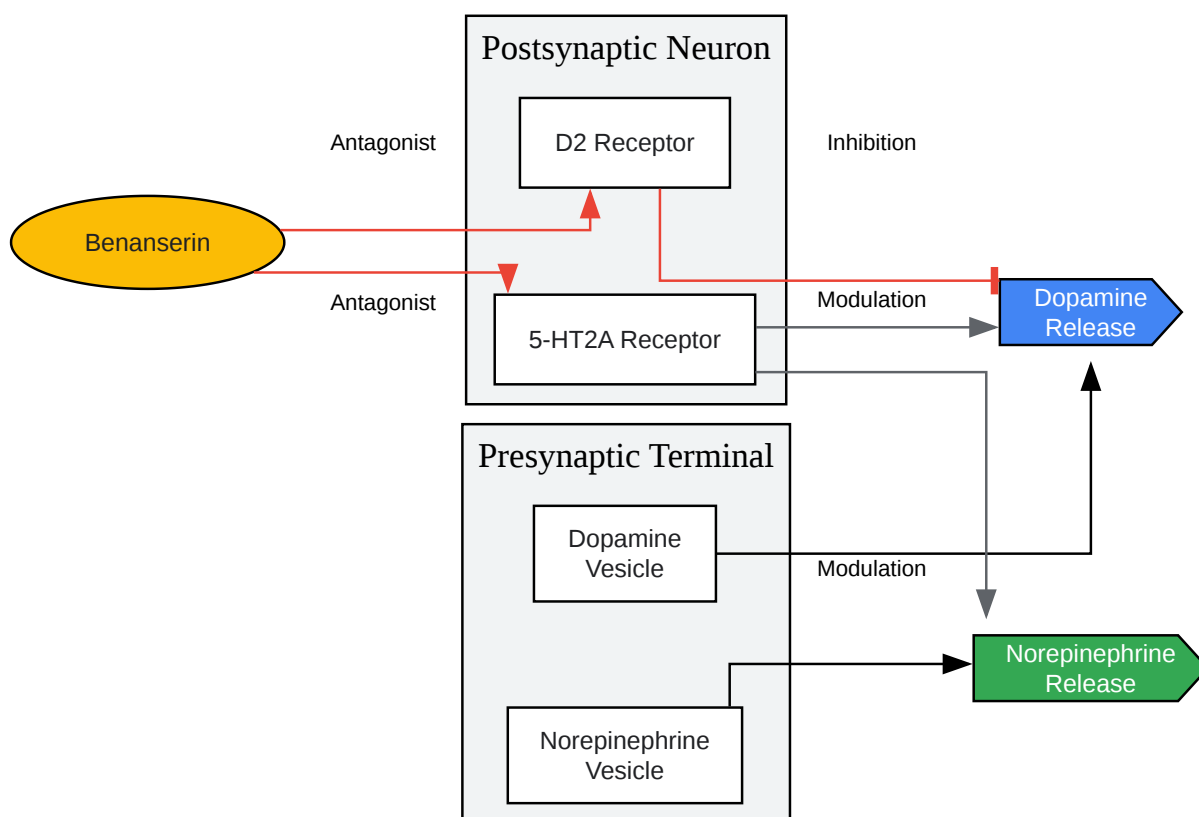 Postsynaptic Neuron
Antagonist
D2 Receptor
Inhibition
Benanserin
Antagonist
5-HT2A Receptor
Modulation
Dopamine
Release
Presynaptic Terminal
Dopamine
Vesicle
Modulation
Norepinephrine
Release
Norepinephrine
Vesicle